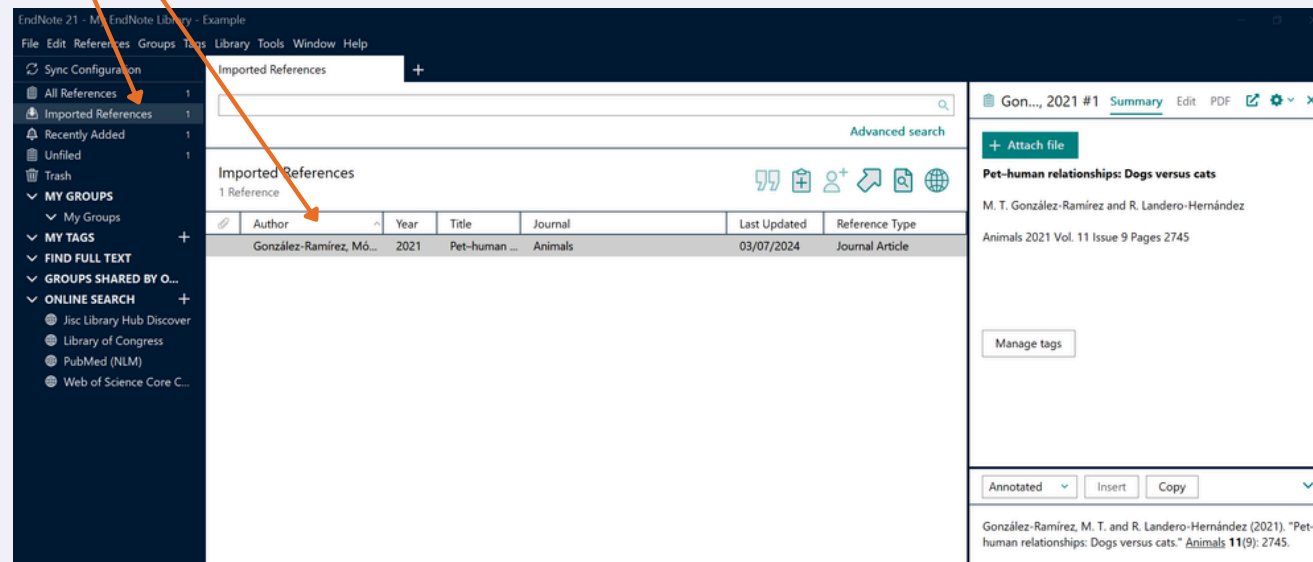 EndNote 21 - My EndNote Library - Example
File Edit References Groups Tags Library Tools Window Help
Sync Configuration
All References 1
Imported References 1
Recently Added 1
Unfiled 1
Trash
MY GROUPS
My Groups
MY TAGS +
FIND FULL TEXT
GROUPS SHARED BY O...
ONLINE SEARCH +
Jisc Library Hub Discover
Library of Congress
PubMed (NLM)
Web of Science Core C...
Imported References +
Advanced search
Imported References
1 Reference
Author Year Title Journal Last Updated Reference Type
González-Ramírez, Mó... 2021 Pet–human ... Animals 03/07/2024 Journal Article
Gon..., 2021 #1 Summary Edit PDF
+ Attach file
Pet–human relationships: Dogs versus cats
M. T. González-Ramírez and R. Landero-Hernández
Animals 2021 Vol. 11 Issue 9 Pages 2745
Manage tags
Annotated Insert Copy
González-Ramírez, M. T. and R. Landero-Hernández (2021). "Pet–
human relationships: Dogs versus cats." Animals 11(9): 2745.